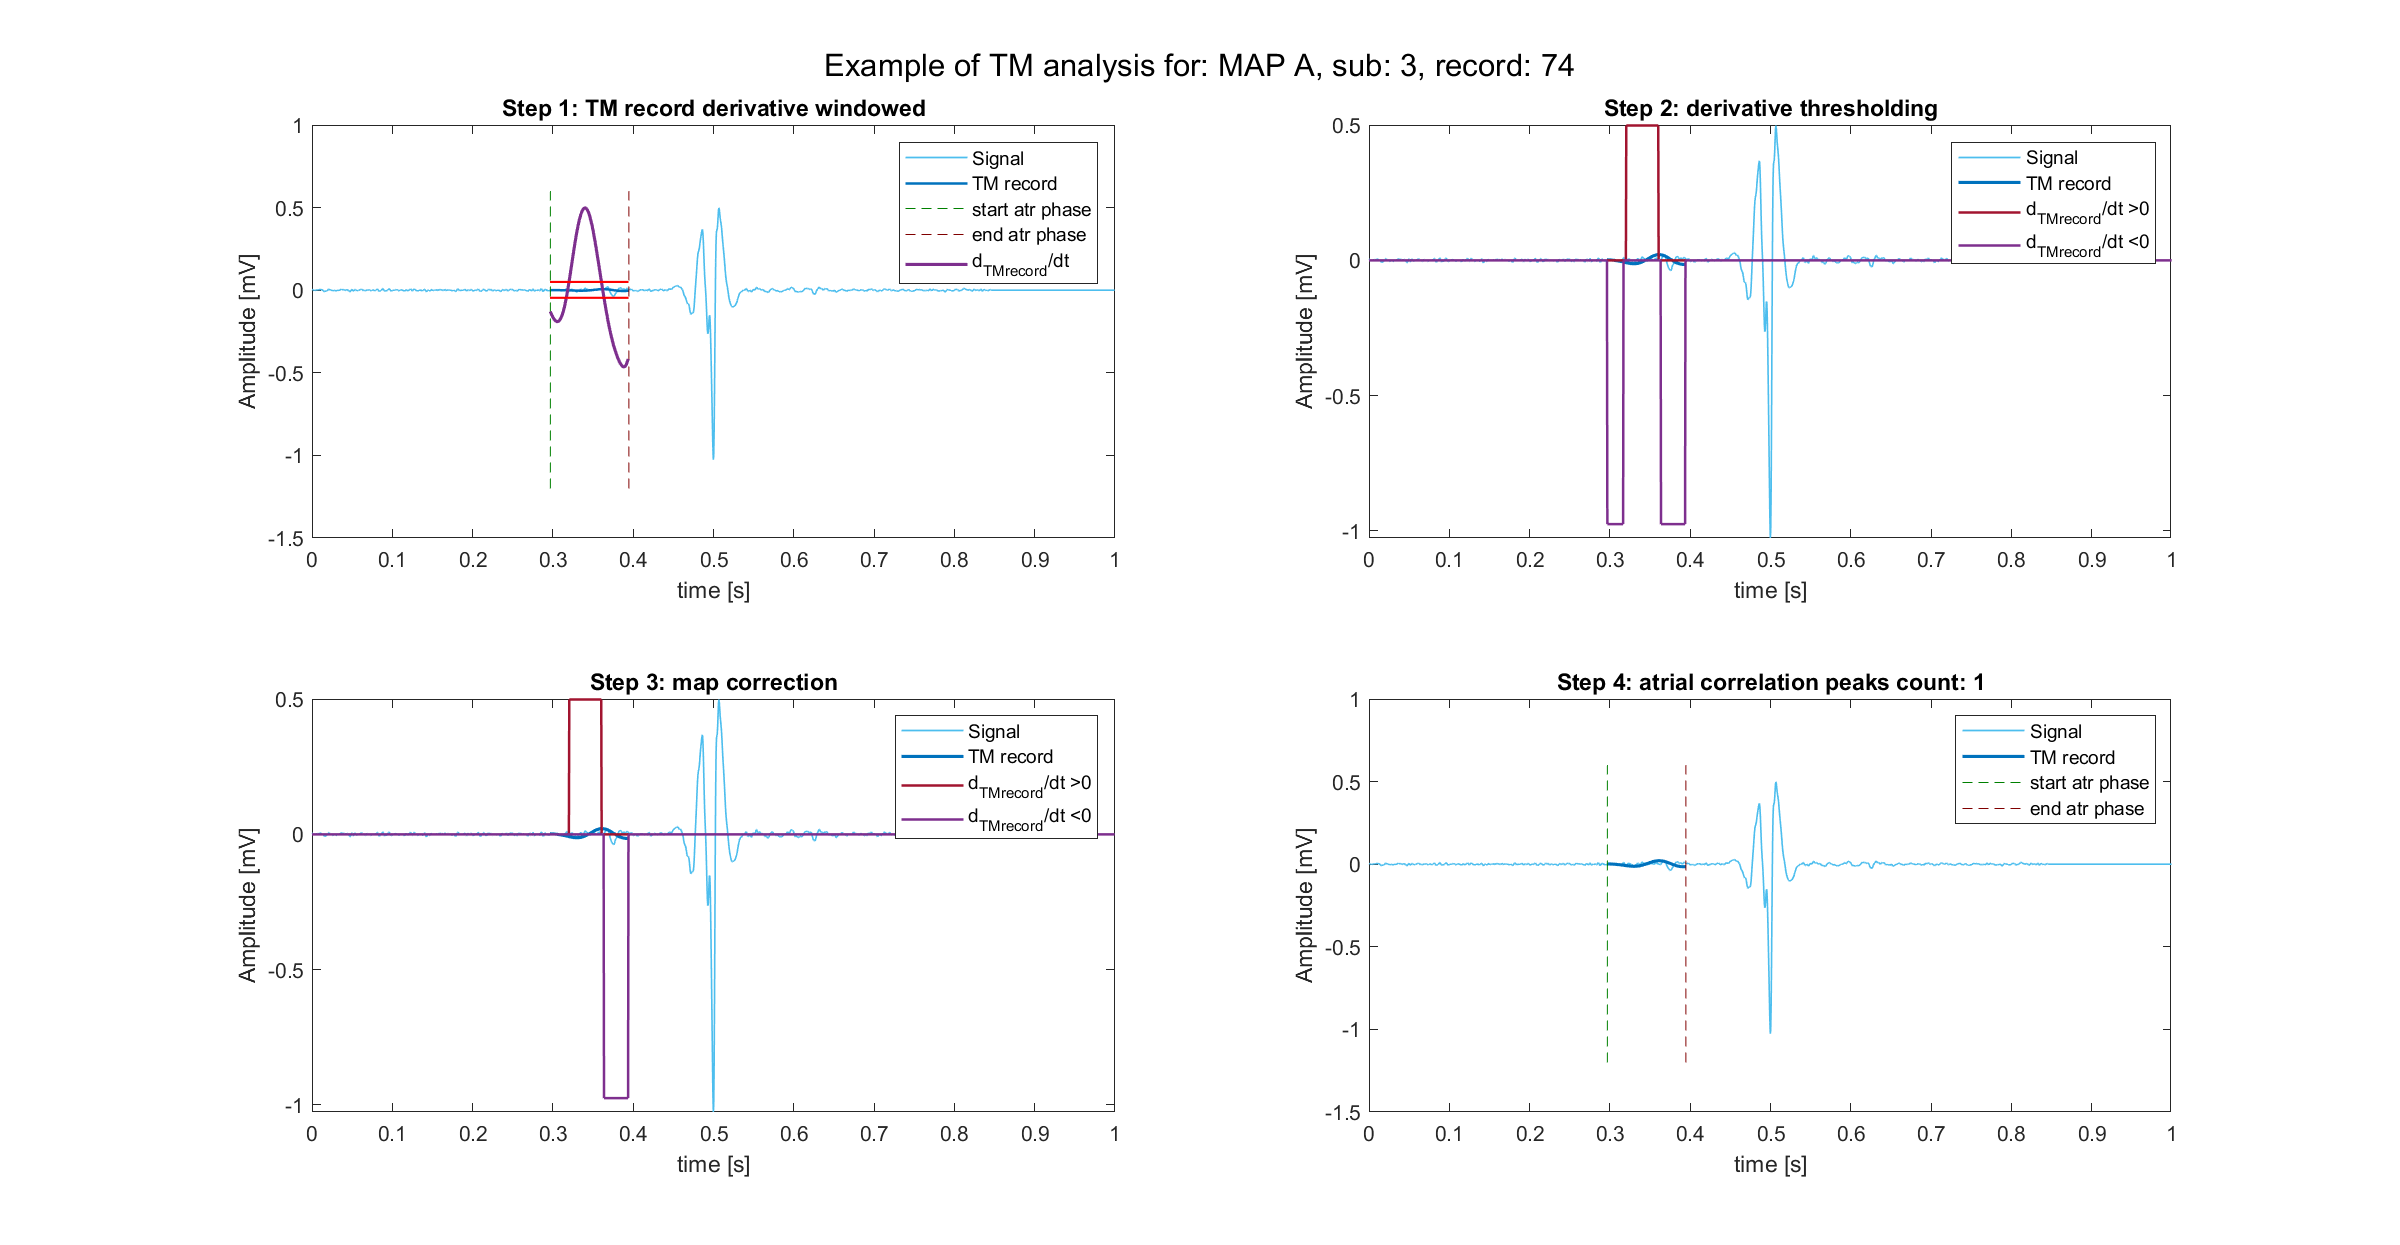 Example of TM analysis for: MAP A, sub: 3, record: 74
Step 1: TM record derivative windowed
1
0.5
0
-0.5
-1
-1.5
Amplitude [mV]
0 0.1 0.2 0.3 0.4 0.5 0.6 0.7 0.8 0.9 1
time [s]
Signal
TM record
start atr phase
end atr phase
dTMrecord/dt
Step 2: derivative thresholding
0.5
0
-0.5
-1
Amplitude [mV]
0 0.1 0.2 0.3 0.4 0.5 0.6 0.7 0.8 0.9 1
time [s]
Signal
TM record
dTMrecord/dt >0
dTMrecord/dt <0
Step 3: map correction
0.5
0
-0.5
-1
Amplitude [mV]
0 0.1 0.2 0.3 0.4 0.5 0.6 0.7 0.8 0.9 1
time [s]
Signal
TM record
dTMrecord/dt >0
dTMrecord/dt <0
Step 4: atrial correlation peaks count: 1
1
0.5
0
-0.5
-1
-1.5
Amplitude [mV]
0 0.1 0.2 0.3 0.4 0.5 0.6 0.7 0.8 0.9 1
time [s]
Signal
TM record
start atr phase
end atr phase